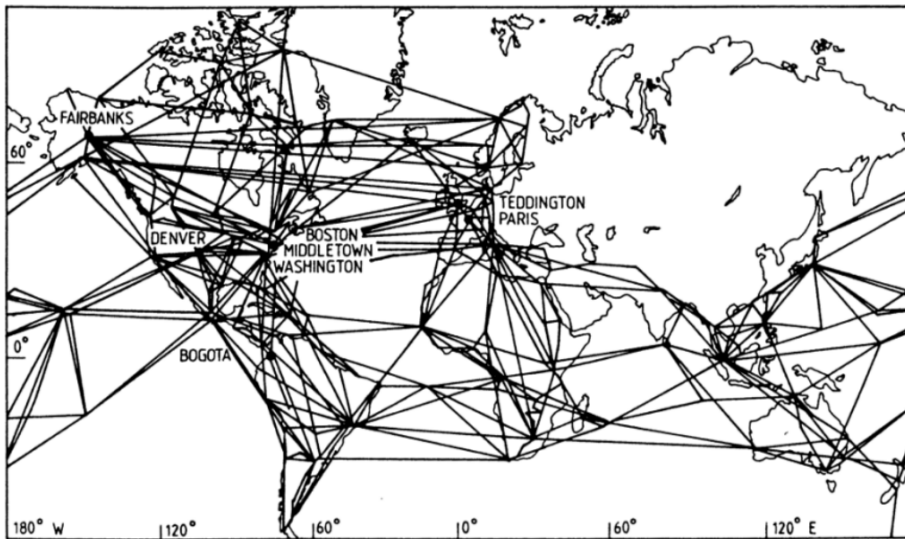 FAIRBANKS
60°
TEDDINGTON
PARIS
DENVER
BOSTON
MIDDLETOWN
WASHINGTON
0°
BOGOTA
180° W
120°
60°
10°
60°
120° E